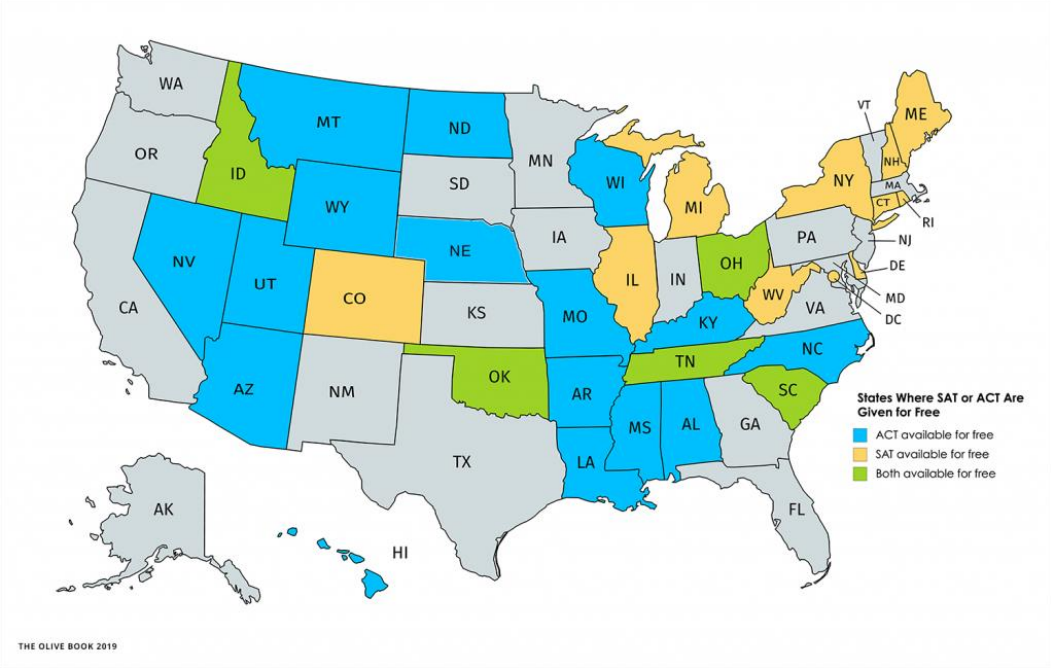 WA
OR
CA
NV
ID
MT
WY
UT
AZ
CO
NM
ND
SD
NE
KS
OK
TX
MN
IA
MO
AR
LA
WI
IL
MI
IN
OH
KY
TN
MS
AL
GA
FL
SC
NC
VA
WV
PA
NY
VT
NH
ME
MA
CT
RI
NJ
DE
MD
DC
AK
HI
States Where SAT or ACT Are
Given for Free
ACT available for free
SAT available for free
Both available for free
THE OLIVE BOOK 2019